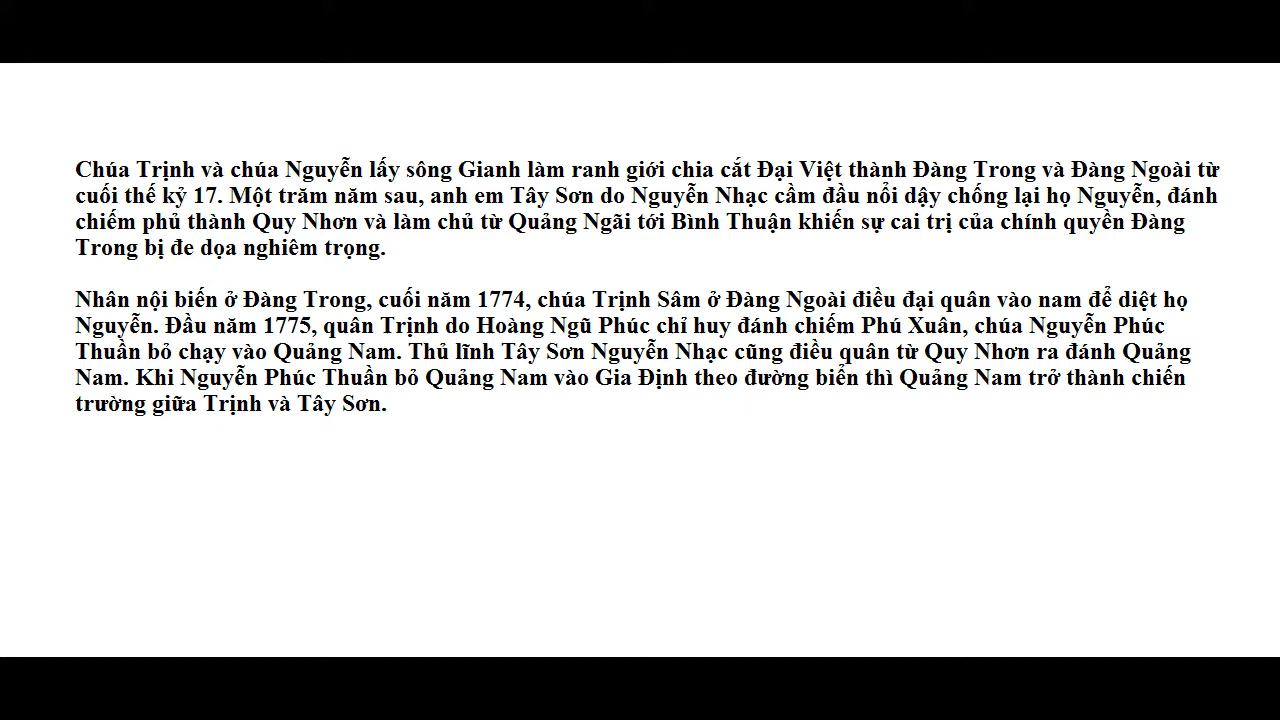 Chúa Trịnh và chúa Nguyễn lấy sông Gianh làm ranh giới chia cắt Đại Việt thành Đàng Trong và Đàng Ngoài từ
cuối thế kỷ 17. Một trăm năm sau, anh em Tây Sơn do Nguyễn Nhạc cầm đầu nổi dậy chống lại họ Nguyễn, đánh
chiếm phủ thành Quy Nhơn và làm chủ từ Quảng Ngãi tới Bình Thuận khiến sự cai trị của chính quyền Đàng
Trong bị đe dọa nghiêm trọng.
Nhân nội biến ở Đàng Trong, cuối năm 1774, chúa Trịnh Sâm ở Đàng Ngoài điều đại quân vào nam để diệt họ
Nguyễn. Đầu năm 1775, quân Trịnh do Hoàng Ngũ Phúc chỉ huy đánh chiếm Phú Xuân, chúa Nguyễn Phúc
Thuần bỏ chạy vào Quảng Nam. Thủ lĩnh Tây Sơn Nguyễn Nhạc cũng điều quân từ Quy Nhơn ra đánh Quảng
Nam. Khi Nguyễn Phúc Thuần bỏ Quảng Nam vào Gia Định theo đường biển thì Quảng Nam trở thành chiến
trường giữa Trịnh và Tây Sơn.